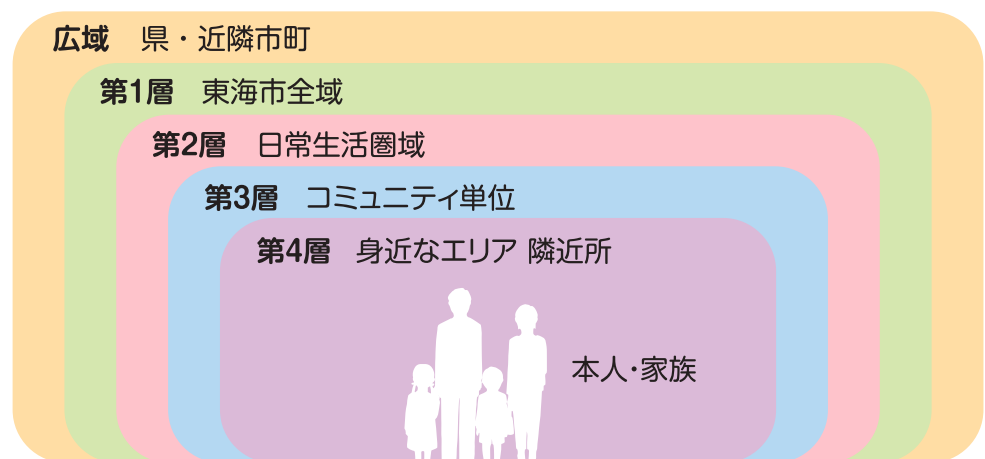 広域 県・近隣市町
第1層 東海市全域
第2層 日常生活圏域
第3層 コミュニティ単位
第4層 身近なエリア 隣近所
本人・家族